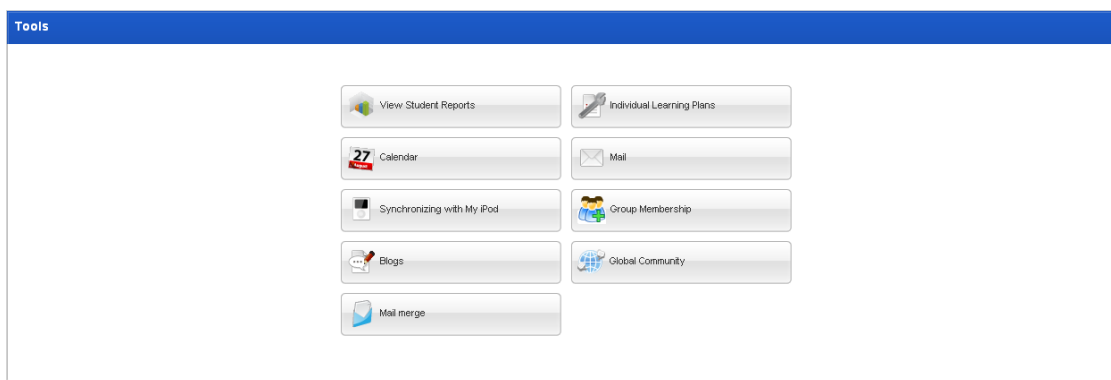 Tools
View Student Reports
Individual Learning Plans
27
August
Calendar
Mail
Synchronizing with My iPod
Group Membership
Blogs
Global Community
Mail merge